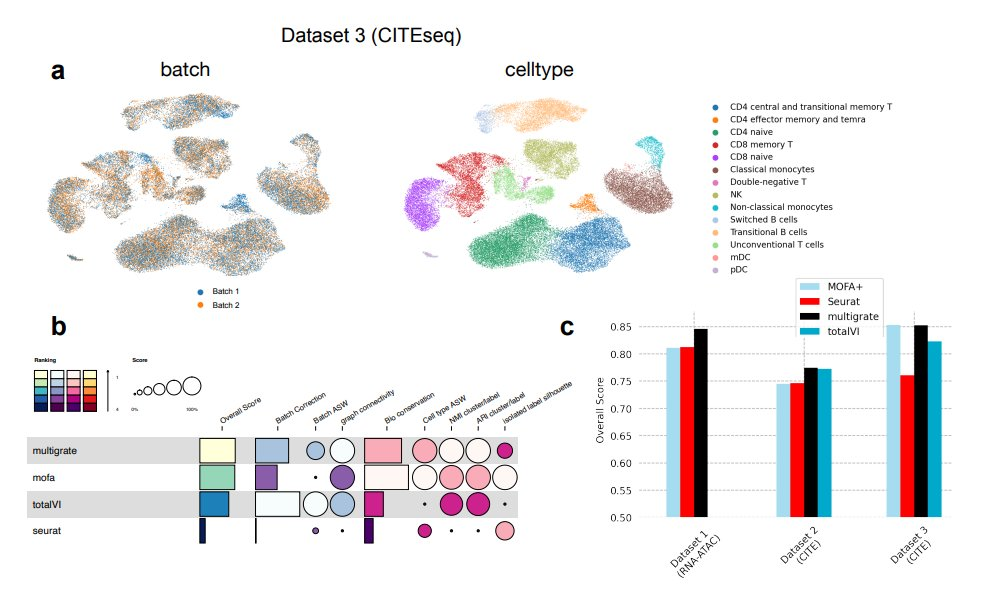 Dataset 3 (CITEseq)
a
batch
celltype
CD4 central and transitional memory T
CD4 effector memory and temra
CD4 naive
CD8 memory T
CD8 naive
Classical monocytes
Double-negative T
NK
Non-classical monocytes
Switched B cells
Transitional B cells
Unconventional T cells
mDC
pDC
Batch 1
Batch 2
b
Ranking
1
4
Score
0%
100%
Overall Score
Batch Correction
Batch ASW
graph connectivity
Bio conservation
Cell type ASW
NMI cluster/label
ARI cluster/label
isolated label silhouette
multigrate
mofa
totalVI
seurat
c
MOFA+
Seurat
multigrate
totalVI
Overall Score
0.85
0.80
0.75
0.70
0.65
0.60
0.55
0.50
Dataset 1
(RNA-ATAC)
Dataset 2
(CITE)
Dataset 3
(CITE)